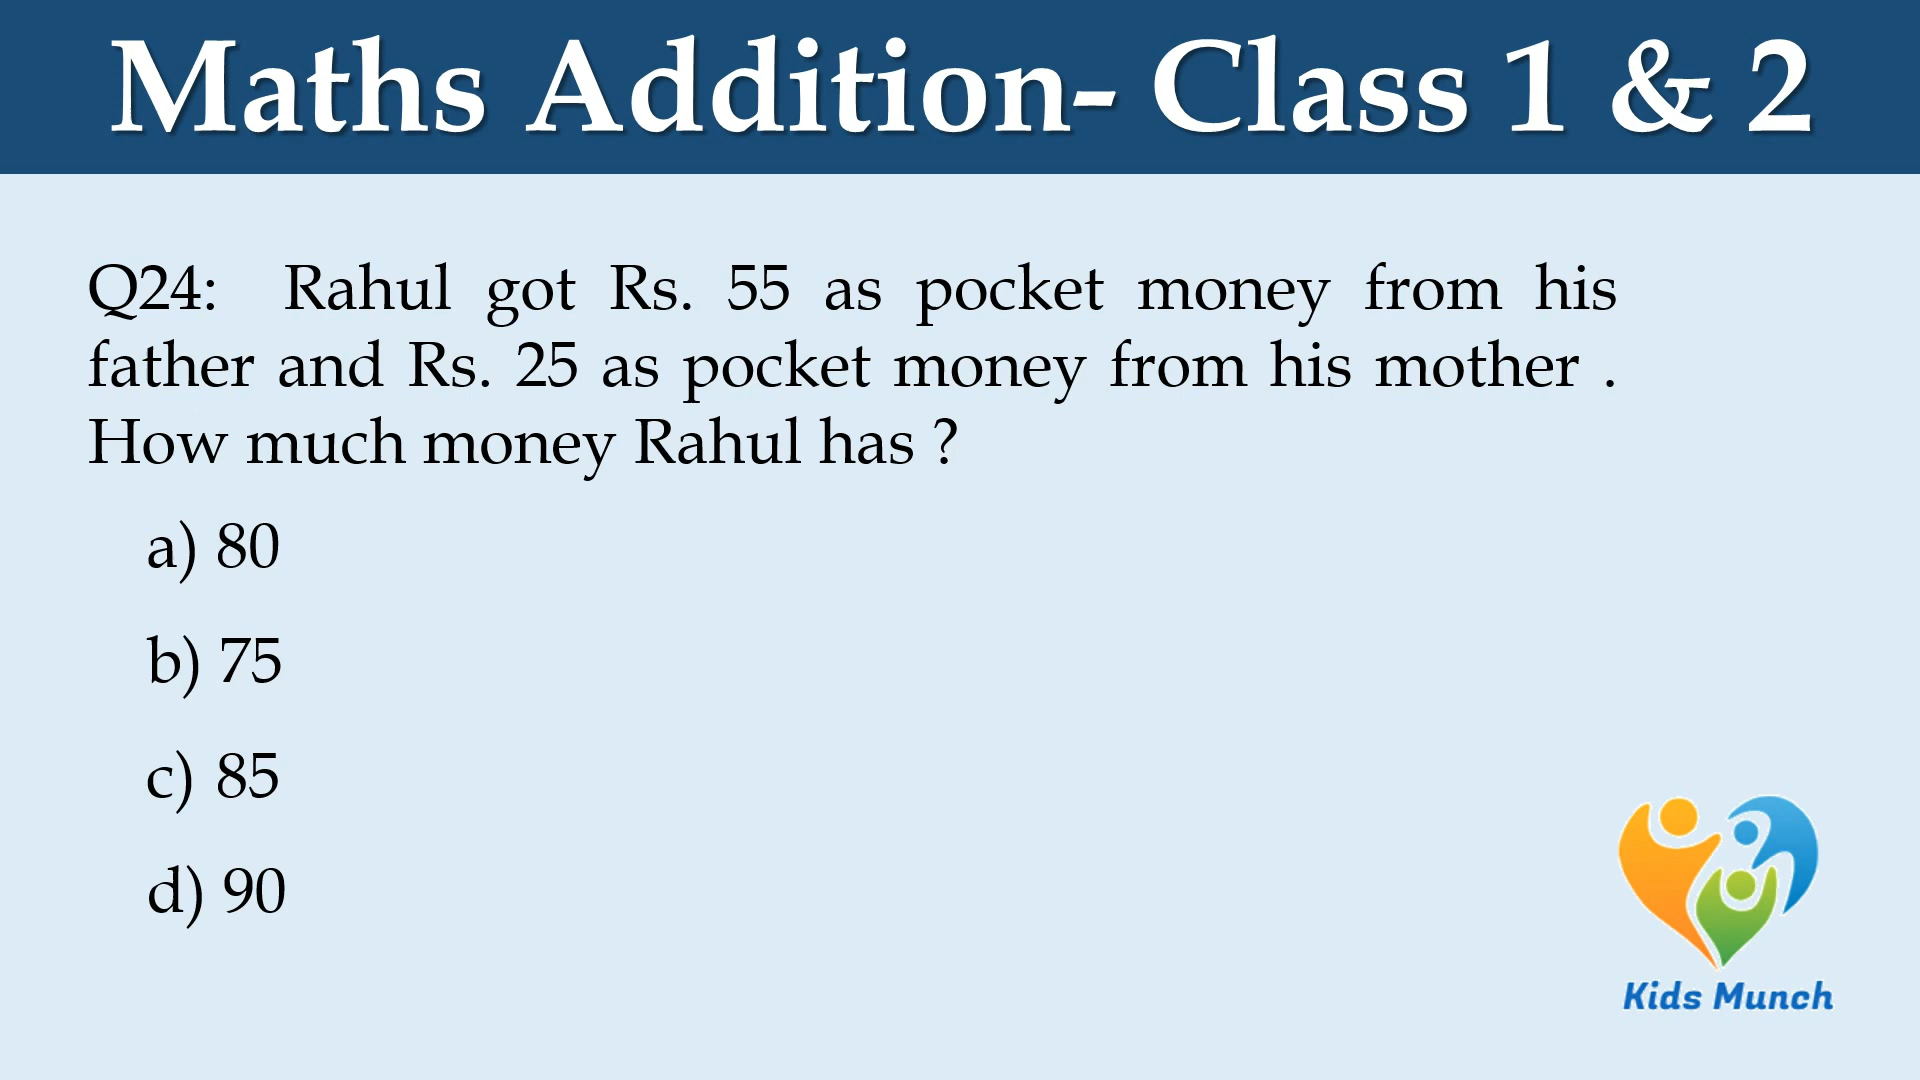 Maths Addition- Class 1 & 2
Q24: Rahul got Rs. 55 as pocket money from his
father and Rs. 25 as pocket money from his mother .
How much money Rahul has ?
a) 80
b) 75
c) 85
d) 90
Kids Munch